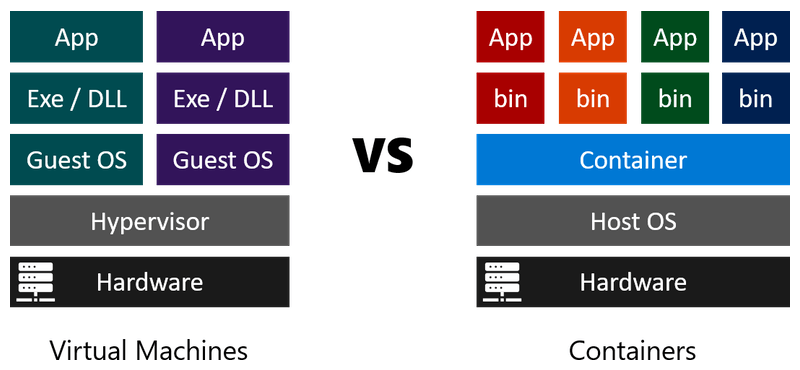 App App
Exe / DLL Exe / DLL
Guest OS Guest OS
Hypervisor
Hardware
Virtual Machines
vs
App App App App
bin bin bin bin
Container
Host OS
Hardware
Containers